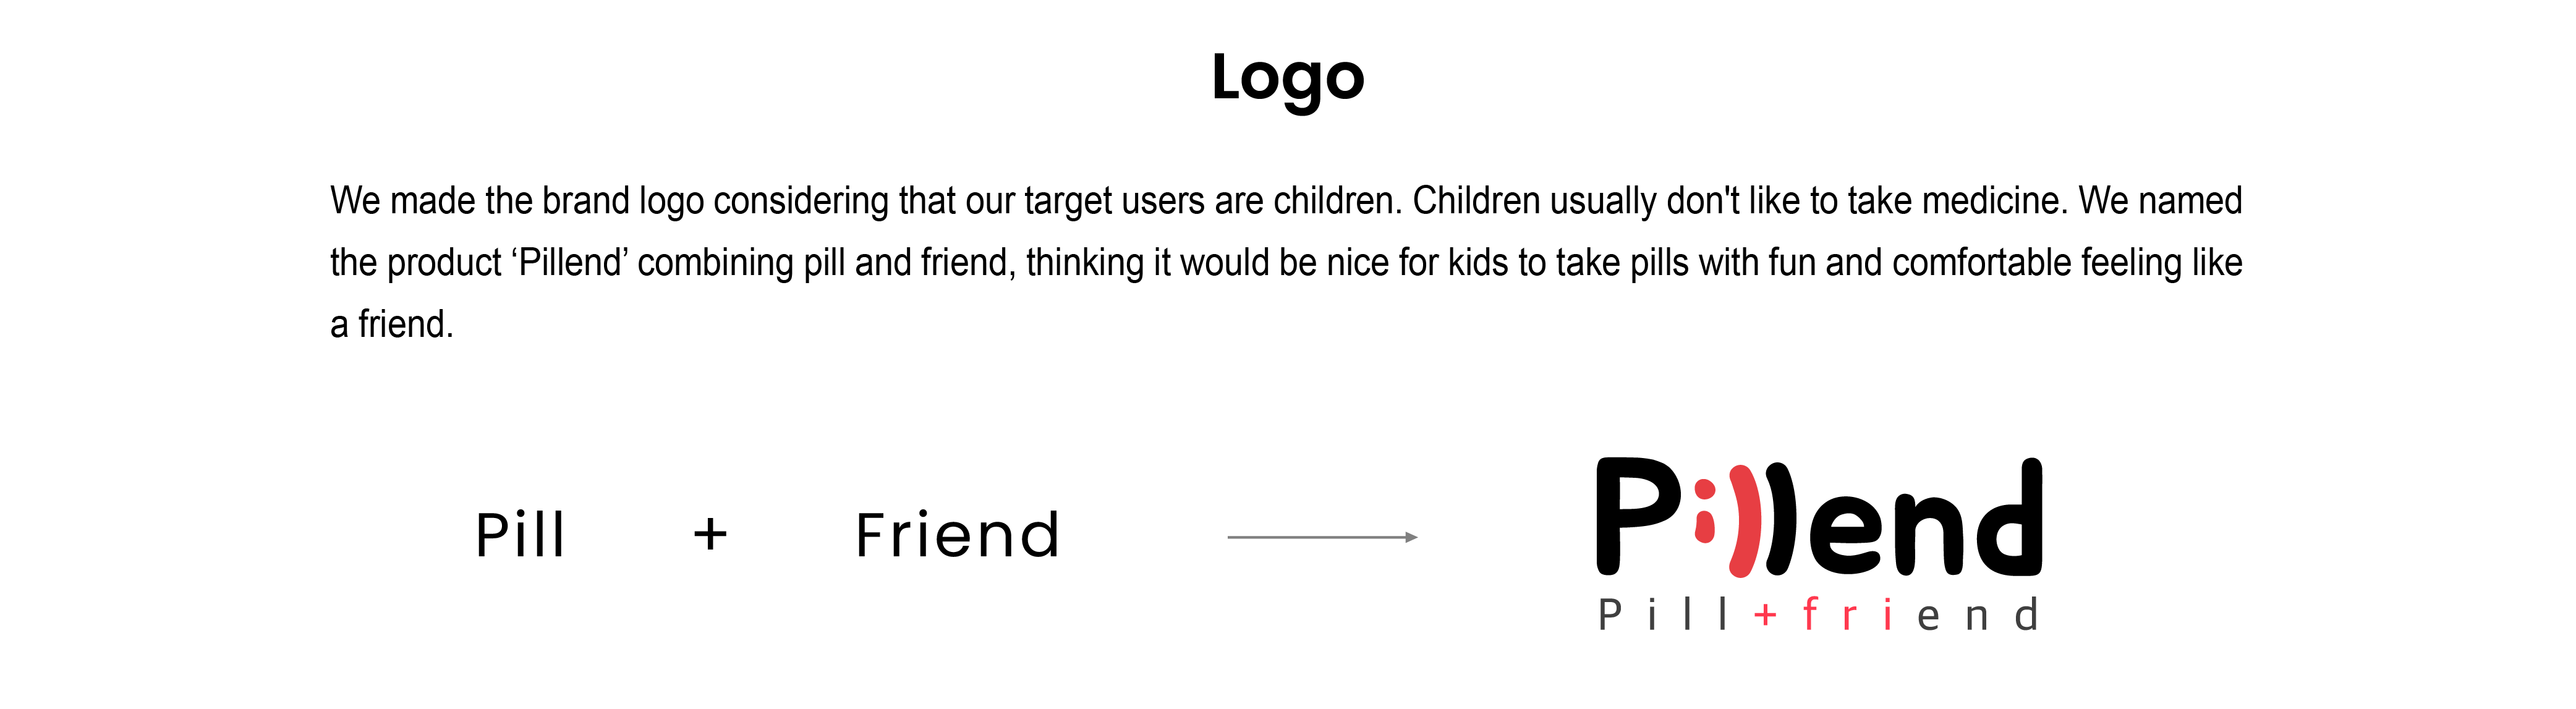 Logo
We made the brand logo considering that our target users are children. Children usually don't like to take medicine. We named
the product ‘Pillend’ combining pill and friend, thinking it would be nice for kids to take pills with fun and comfortable feeling like
a friend.
Pill + Friend
Pillend
Pill+friend